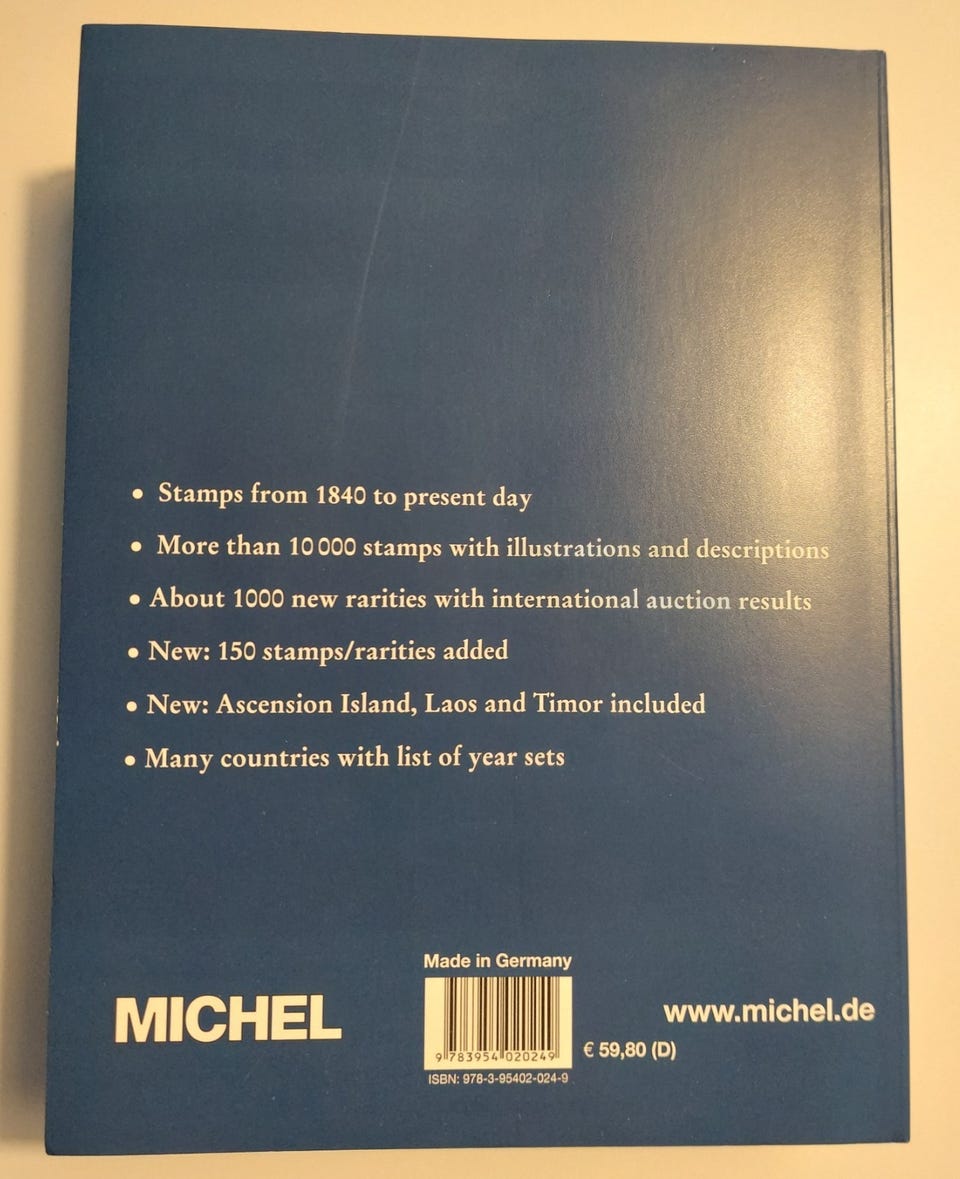 • Stamps from 1840 to present day
• More than 10 000 stamps with illustrations and descriptions
• About 1000 new rarities with international auction results
• New: 150 stamps/rarities added
• New: Ascension Island, Laos and Timor included
• Many countries with list of year sets
Made in Germany
MICHEL
9 783954 020249
ISBN: 978-3-95402-024-9
www.michel.de
€ 59,80 (D)